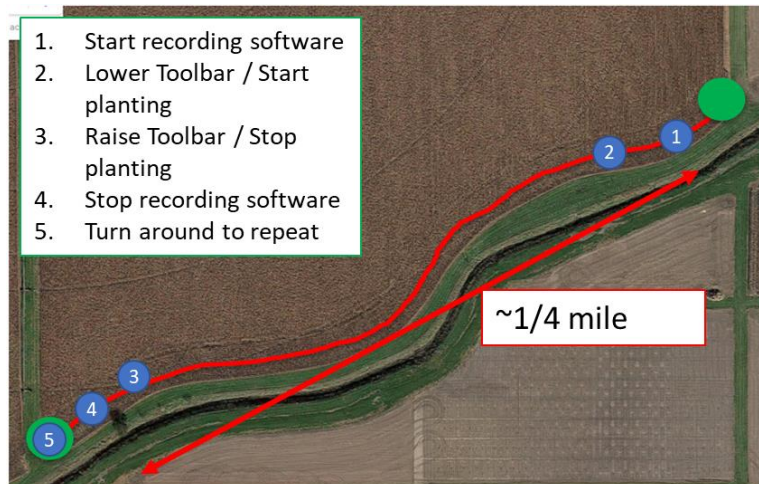 1. Start recording software
2. Lower Toolbar / Start
planting
3. Raise Toolbar / Stop
planting
4. Stop recording software
5. Turn around to repeat
1
2
~1/4 mile
3
4
5